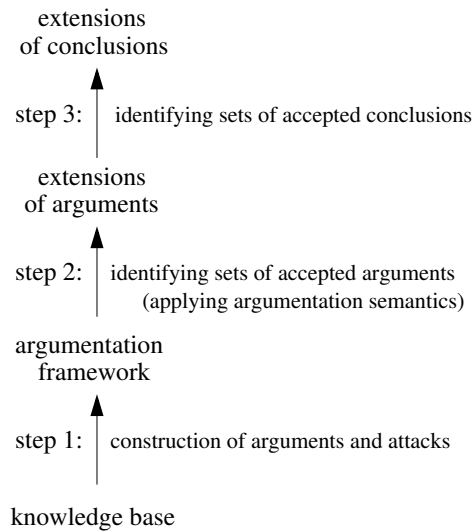 extensions
of conclusions
step 3: identifying sets of accepted conclusions
extensions
of arguments
step 2: identifying sets of accepted arguments
(applying argumentation semantics)
argumentation
framework
step 1: construction of arguments and attacks
knowledge base